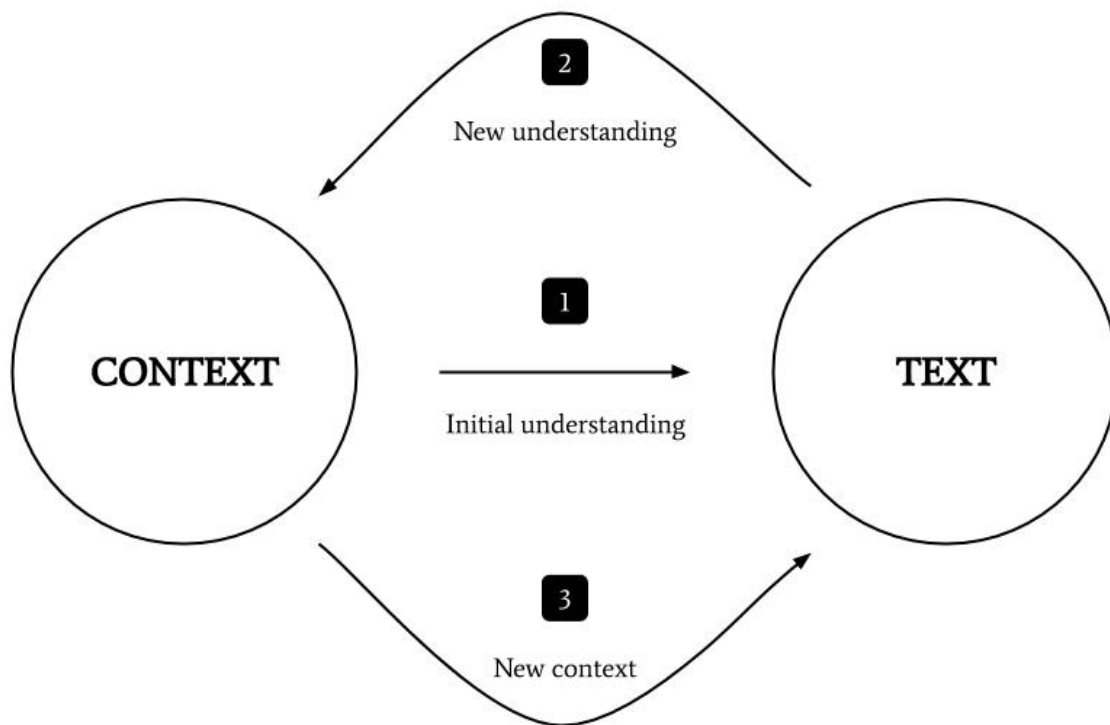 2
New understanding
1
CONTEXT
TEXT
Initial understanding
3
New context